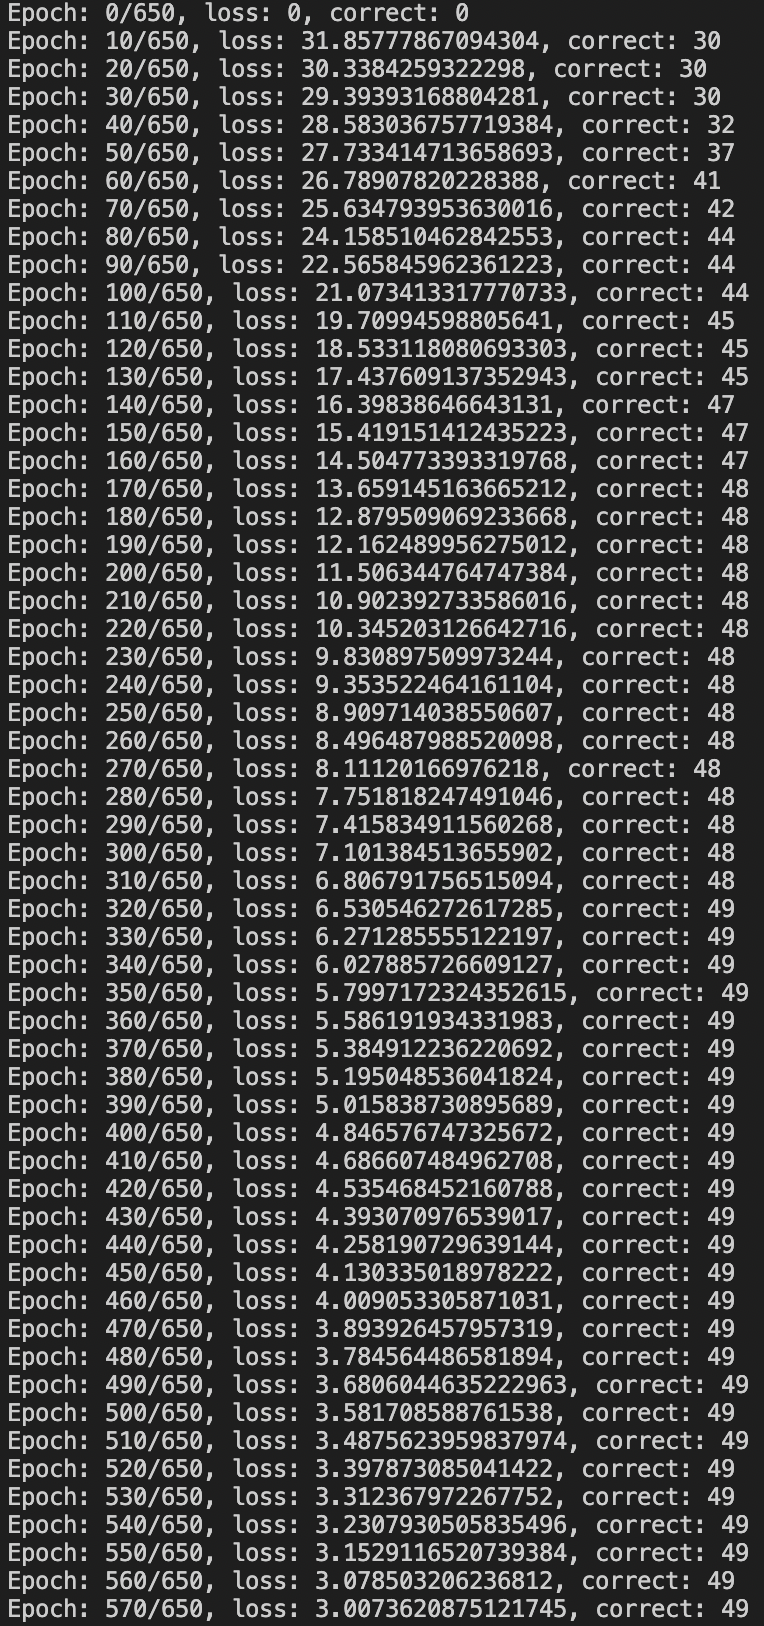 Epoch: 0/650, loss: 0, correct: 0
Epoch: 10/650, loss: 31.85777867094304, correct: 30
Epoch: 20/650, loss: 30.3384259322298, correct: 30
Epoch: 30/650, loss: 29.39393168804281, correct: 30
Epoch: 40/650, loss: 28.583036757719384, correct: 32
Epoch: 50/650, loss: 27.733414713658693, correct: 37
Epoch: 60/650, loss: 26.78907820228388, correct: 41
Epoch: 70/650, loss: 25.634793953630016, correct: 42
Epoch: 80/650, loss: 24.158510462842553, correct: 44
Epoch: 90/650, loss: 22.565845962361223, correct: 44
Epoch: 100/650, loss: 21.073413317770733, correct: 44
Epoch: 110/650, loss: 19.70994598805641, correct: 45
Epoch: 120/650, loss: 18.533118080693303, correct: 45
Epoch: 130/650, loss: 17.437609137352943, correct: 45
Epoch: 140/650, loss: 16.39838646643131, correct: 47
Epoch: 150/650, loss: 15.419151412435223, correct: 47
Epoch: 160/650, loss: 14.504773393319768, correct: 47
Epoch: 170/650, loss: 13.659145163665212, correct: 48
Epoch: 180/650, loss: 12.879509069233668, correct: 48
Epoch: 190/650, loss: 12.162489956275012, correct: 48
Epoch: 200/650, loss: 11.506344764747384, correct: 48
Epoch: 210/650, loss: 10.902392733586016, correct: 48
Epoch: 220/650, loss: 10.345203126642716, correct: 48
Epoch: 230/650, loss: 9.830897509973244, correct: 48
Epoch: 240/650, loss: 9.353522464161104, correct: 48
Epoch: 250/650, loss: 8.909714038550607, correct: 48
Epoch: 260/650, loss: 8.496487988520098, correct: 48
Epoch: 270/650, loss: 8.11120166976218, correct: 48
Epoch: 280/650, loss: 7.751818247491046, correct: 48
Epoch: 290/650, loss: 7.415834911560268, correct: 48
Epoch: 300/650, loss: 7.101384513655902, correct: 48
Epoch: 310/650, loss: 6.806791756515094, correct: 48
Epoch: 320/650, loss: 6.530546272617285, correct: 49
Epoch: 330/650, loss: 6.271285555122197, correct: 49
Epoch: 340/650, loss: 6.027885726609127, correct: 49
Epoch: 350/650, loss: 5.7997172324352615, correct: 49
Epoch: 360/650, loss: 5.586191934331983, correct: 49
Epoch: 370/650, loss: 5.384912236220692, correct: 49
Epoch: 380/650, loss: 5.195048536041824, correct: 49
Epoch: 390/650, loss: 5.015838730895689, correct: 49
Epoch: 400/650, loss: 4.846576747325672, correct: 49
Epoch: 410/650, loss: 4.686607484962708, correct: 49
Epoch: 420/650, loss: 4.535468452160788, correct: 49
Epoch: 430/650, loss: 4.393070976539017, correct: 49
Epoch: 440/650, loss: 4.258190729639144, correct: 49
Epoch: 450/650, loss: 4.130335018978222, correct: 49
Epoch: 460/650, loss: 4.009053305871031, correct: 49
Epoch: 470/650, loss: 3.893926457957319, correct: 49
Epoch: 480/650, loss: 3.784564486581894, correct: 49
Epoch: 490/650, loss: 3.6806044635222963, correct: 49
Epoch: 500/650, loss: 3.581708588761538, correct: 49
Epoch: 510/650, loss: 3.4875623959837974, correct: 49
Epoch: 520/650, loss: 3.397873085041422, correct: 49
Epoch: 530/650, loss: 3.312367972267752, correct: 49
Epoch: 540/650, loss: 3.2307930505835496, correct: 49
Epoch: 550/650, loss: 3.1529116520739384, correct: 49
Epoch: 560/650, loss: 3.078503206236812, correct: 49
Epoch: 570/650, loss: 3.0073620875121745, correct: 49